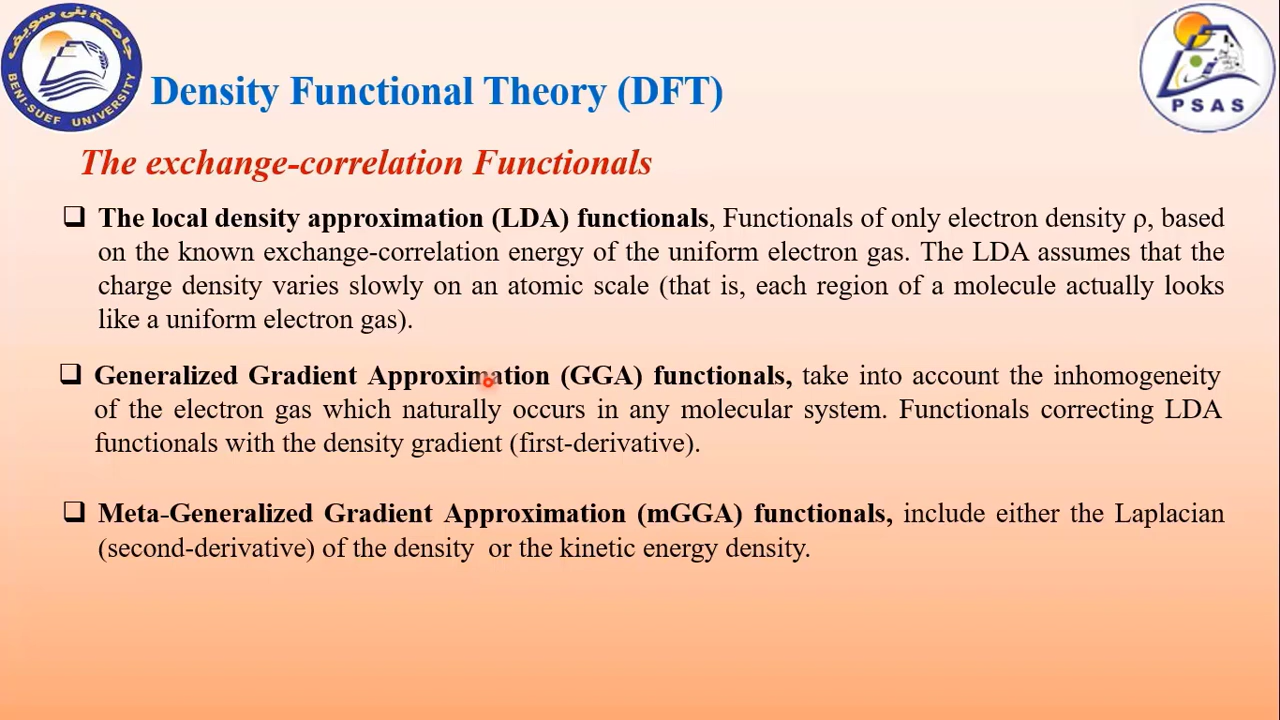 جامعة بنى سويف
BENI-SUEF UNIVERSITY
PSAS
Density Functional Theory (DFT)
The exchange-correlation Functionals
❑ The local density approximation (LDA) functionals, Functionals of only electron density ρ, based
on the known exchange-correlation energy of the uniform electron gas. The LDA assumes that the
charge density varies slowly on an atomic scale (that is, each region of a molecule actually looks
like a uniform electron gas).
❑ Generalized Gradient Approximation (GGA) functionals, take into account the inhomogeneity
of the electron gas which naturally occurs in any molecular system. Functionals correcting LDA
functionals with the density gradient (first-derivative).
❑ Meta-Generalized Gradient Approximation (mGGA) functionals, include either the Laplacian
(second-derivative) of the density or the kinetic energy density.